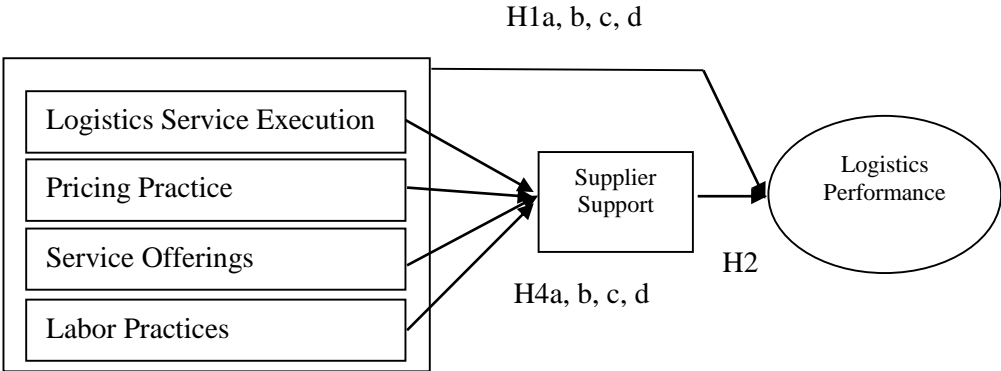 H1a, b, c, d
Logistics Service Execution
Pricing Practice
Service Offerings
Labor Practices
Supplier
Support
H4a, b, c, d
H2
Logistics
Performance